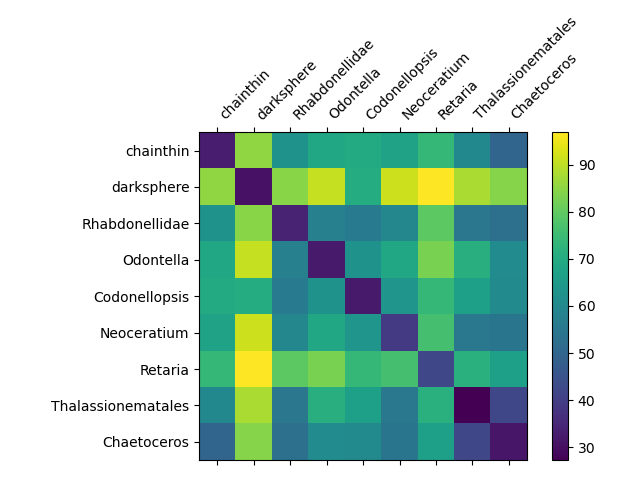 chainthin
darksphere
Rhabdonellidae
Odontella
Codonellopsis
Neoceratium
Retaria
Thalassionematales
Chaetoceros
chainthin
darksphere
Rhabdonellidae
Odontella
Codonellopsis
Neoceratium
Retaria
Thalassionematales
Chaetoceros
90
80
70
60
50
40
30